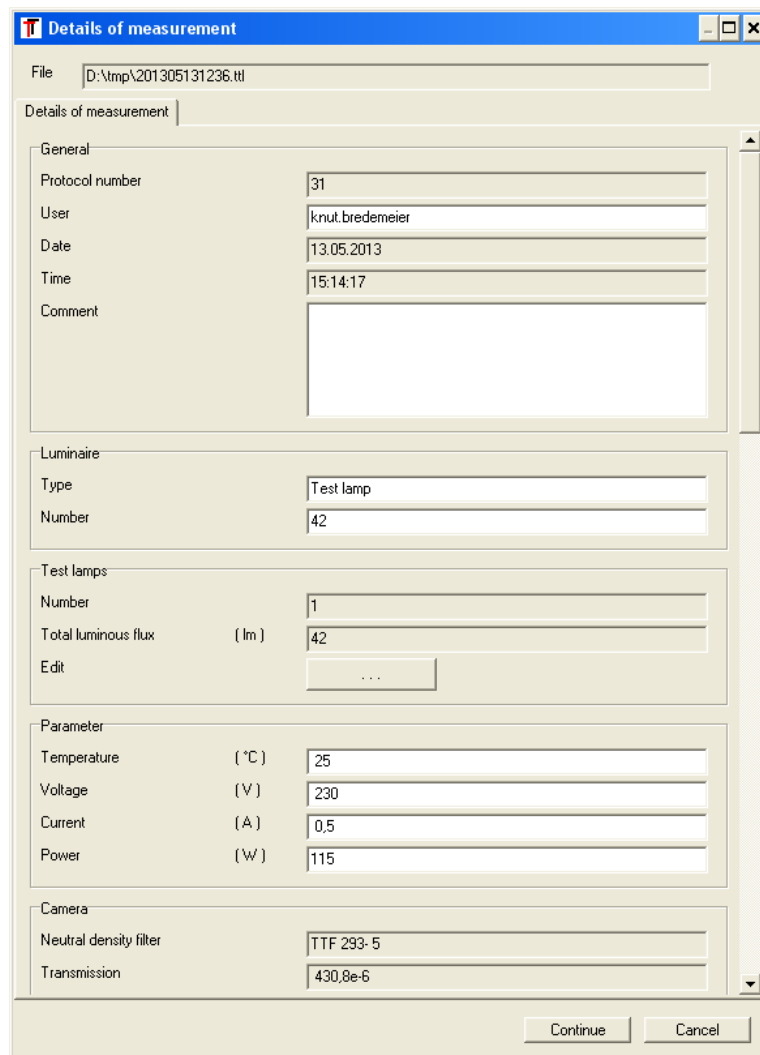 Details of measurement
File D:\tmp\201305131236.ttl
Details of measurement
General
Protocol number 31
User knut.bredemeier
Date 13.05.2013
Time 15:14:17
Comment
Luminaire
Type Test lamp
Number 42
Test lamps
Number 1
Total luminous flux ( lm ) 42
Edit . . .
Parameter
Temperature ( °C ) 25
Voltage ( V ) 230
Current ( A ) 0,5
Power ( W ) 115
Camera
Neutral density filter TTF 293- 5
Transmission 430,8e-6
Continue Cancel